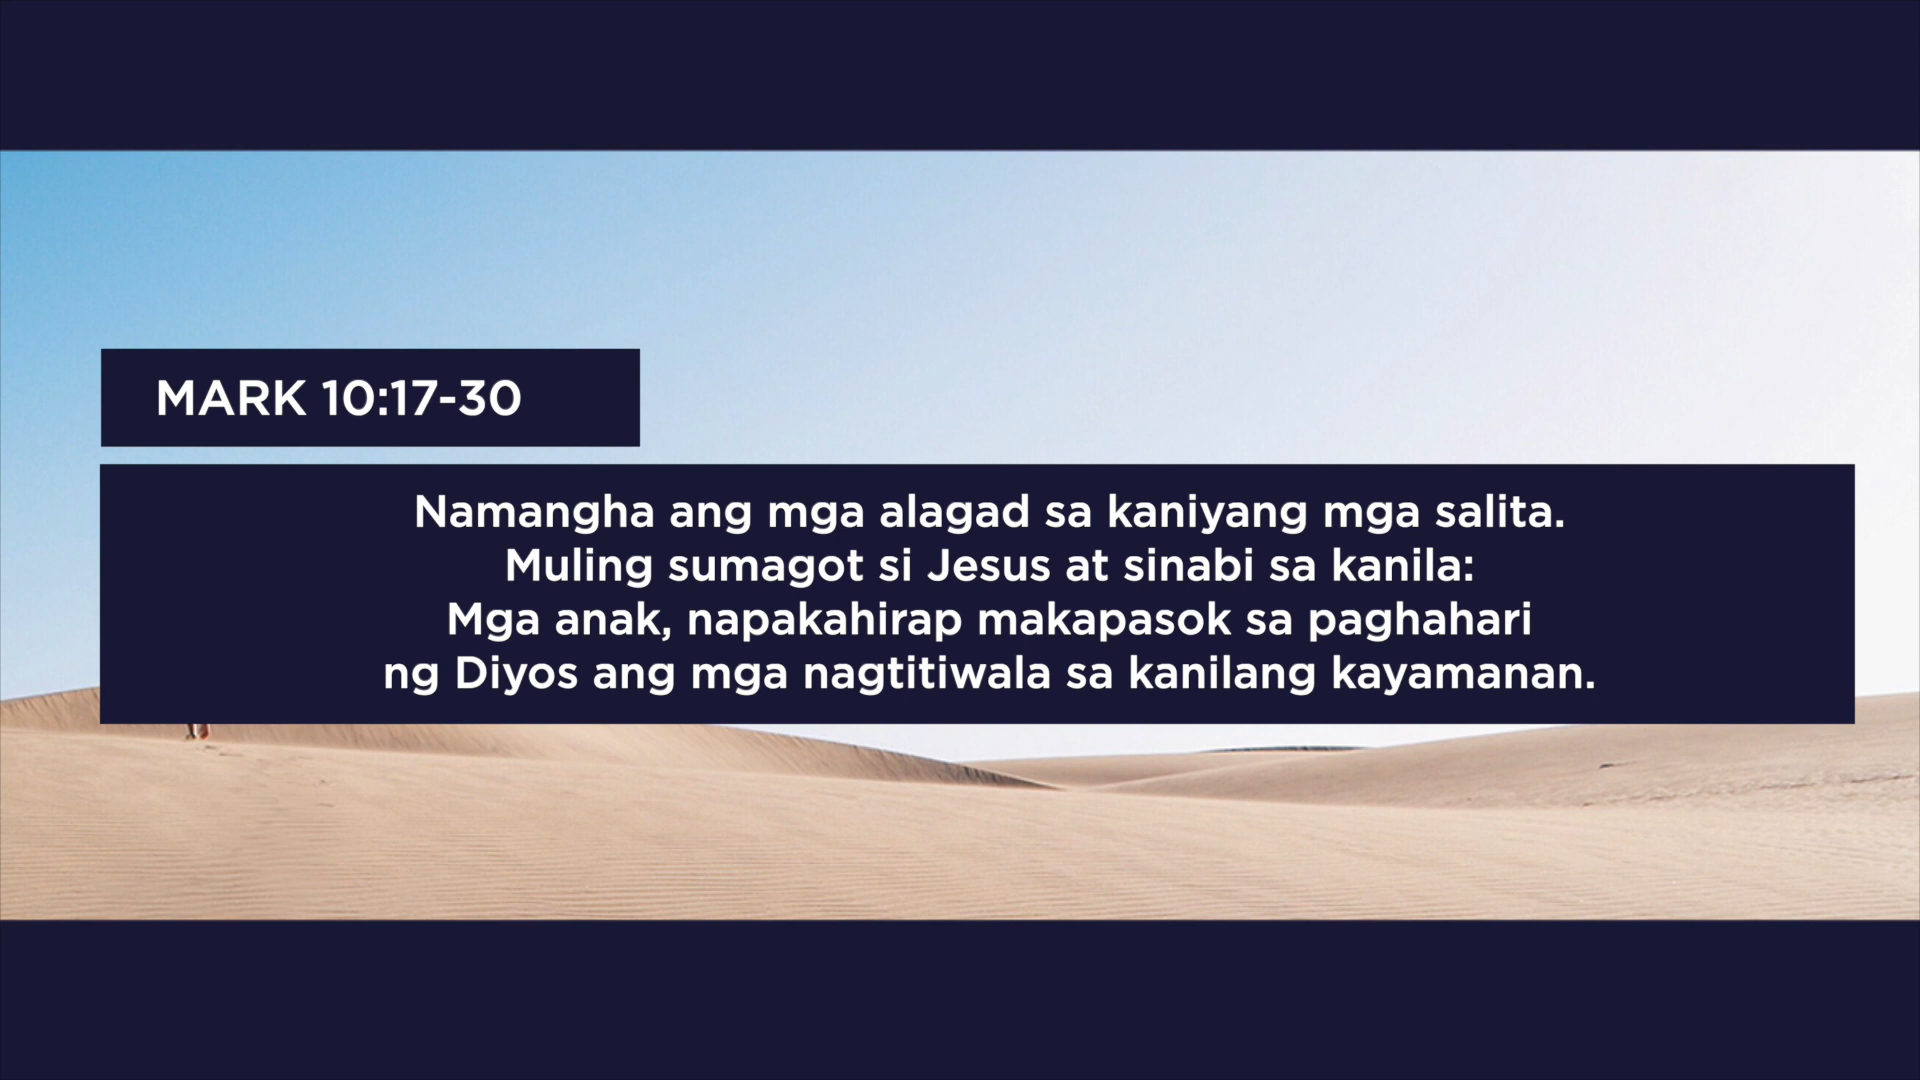 MARK 10:17-30
Namangha ang mga alagad sa kaniyang mga salita.
Muling sumagot si Jesus at sinabi sa kanila:
Mga anak, napakahirap makapasok sa paghahari
ng Diyos ang mga nagtitiwala sa kanilang kayamanan.